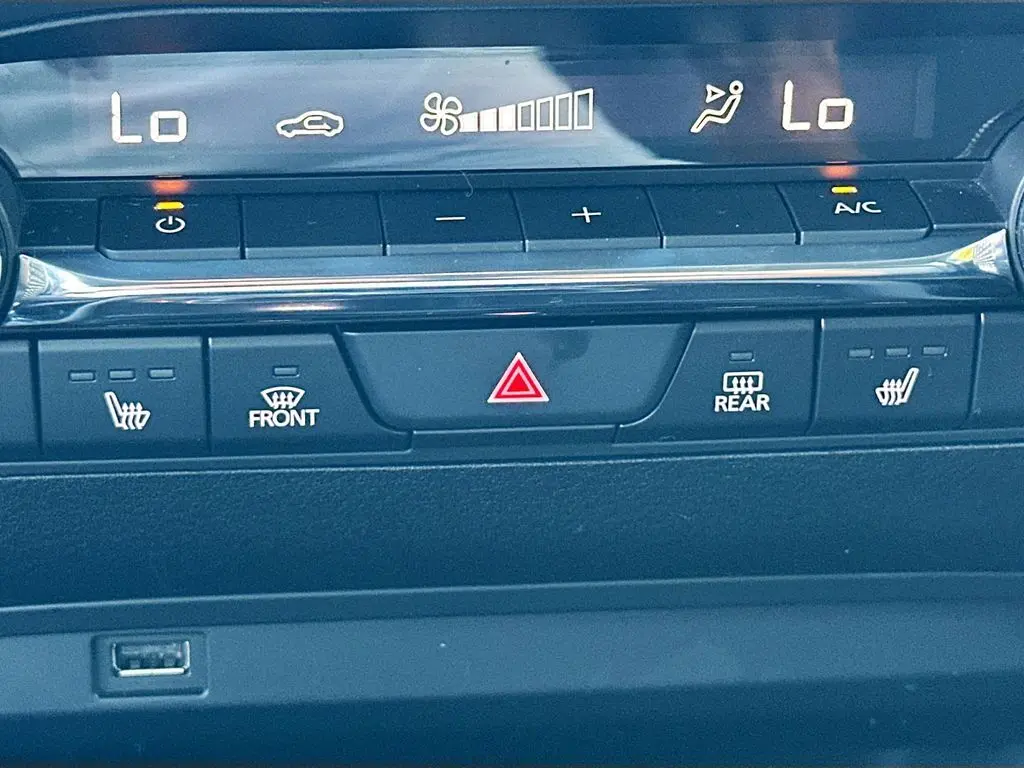 Lo Lo
− + A/C
FRONT REAR